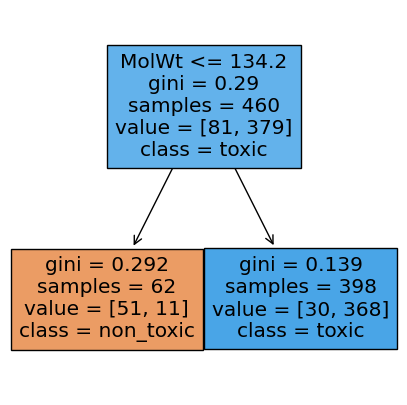 MolWt <= 134.2
gini = 0.29
samples = 460
value = [81, 379]
class = toxic
gini = 0.292
samples = 62
value = [51, 11]
class = non_toxic
gini = 0.139
samples = 398
value = [30, 368]
class = toxic